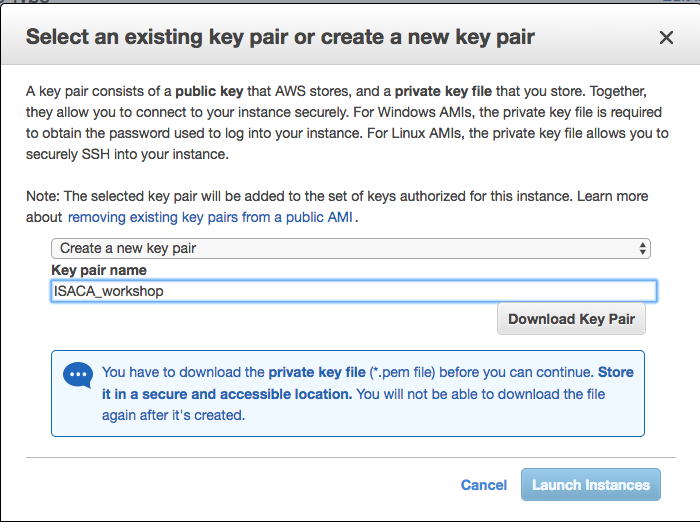 Select an existing key pair or create a new key pair
A key pair consists of a public key that AWS stores, and a private key file that you store. Together,
they allow you to connect to your instance securely. For Windows AMIs, the private key file is required
to obtain the password used to log into your instance. For Linux AMIs, the private key file allows you to
securely SSH into your instance.
Note: The selected key pair will be added to the set of keys authorized for this instance. Learn more
about removing existing key pairs from a public AMI .
Create a new key pair
Key pair name
ISACA_workshop
Download Key Pair
You have to download the private key file (*.pem file) before you can continue. Store
it in a secure and accessible location. You will not be able to download the file
again after it's created.
Cancel Launch Instances